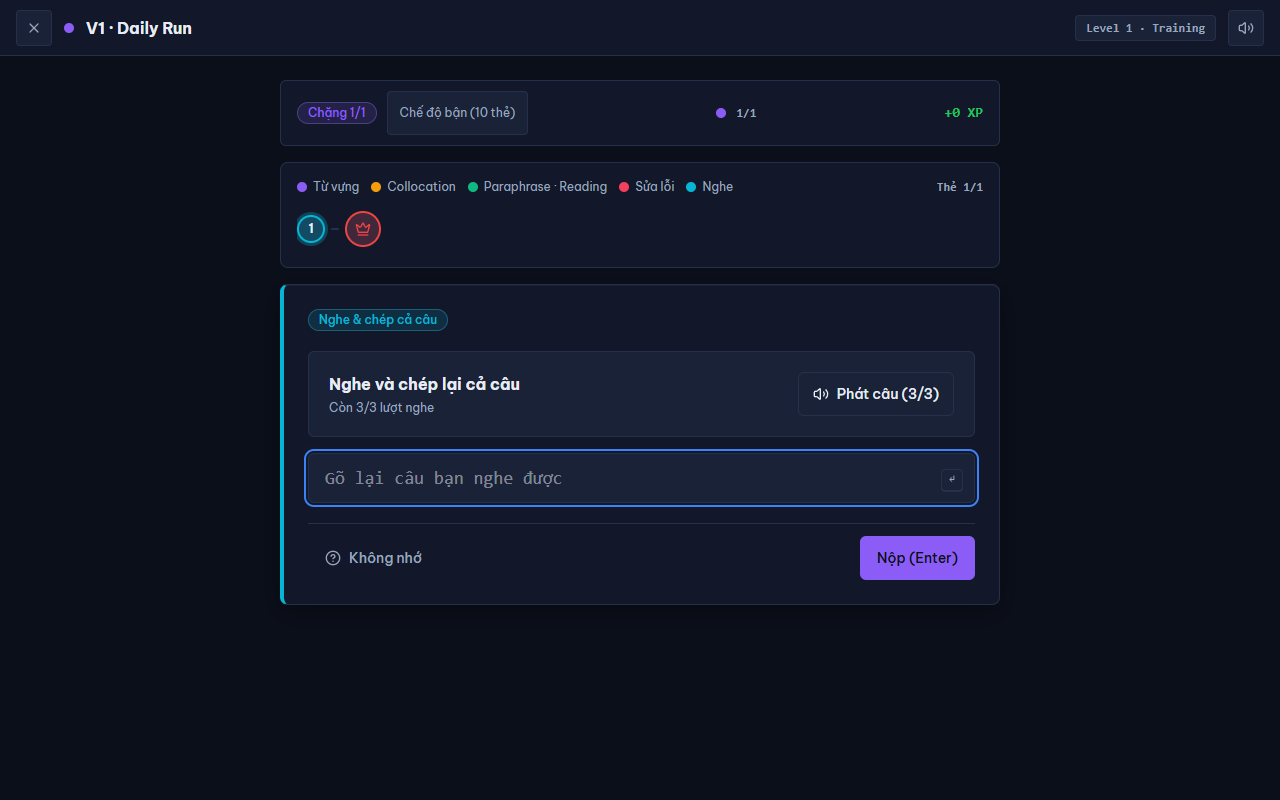 V1 · Daily Run
Level 1 · Training
Chặng 1/1
Chế độ bận (10 thẻ)
1/1
+0 XP
Từ vựng
Collocation
Paraphrase · Reading
Sửa lỗi
Nghe
Thẻ 1/1
1
Nghe & chép cả câu
Nghe và chép lại cả câu
Còn 3/3 lượt nghe
Phát câu (3/3)
Gõ lại câu bạn nghe được
↵
Không nhớ
Nộp (Enter)